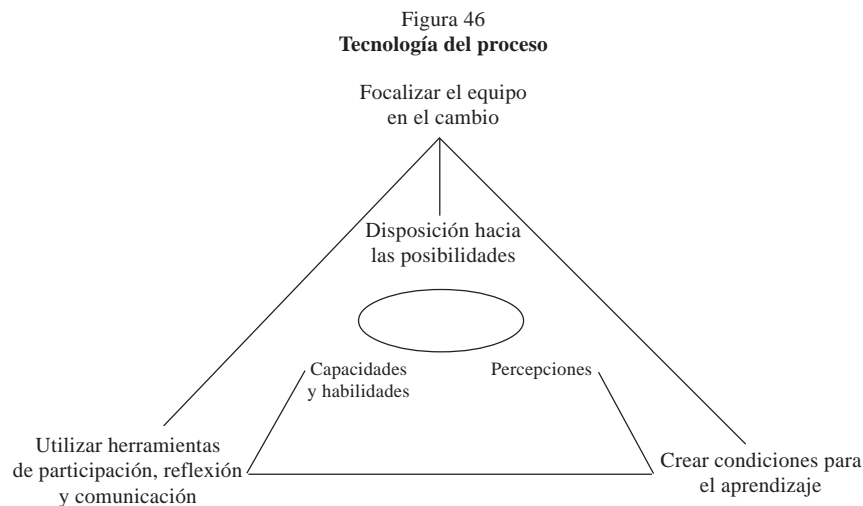 Figura 46
Tecnología del proceso
Focalizar el equipo
en el cambio
Disposición hacia
las posibilidades
Capacidades
y habilidades
Percepciones
Utilizar herramientas
de participación, reflexión
y comunicación
Crear condiciones para
el aprendizaje